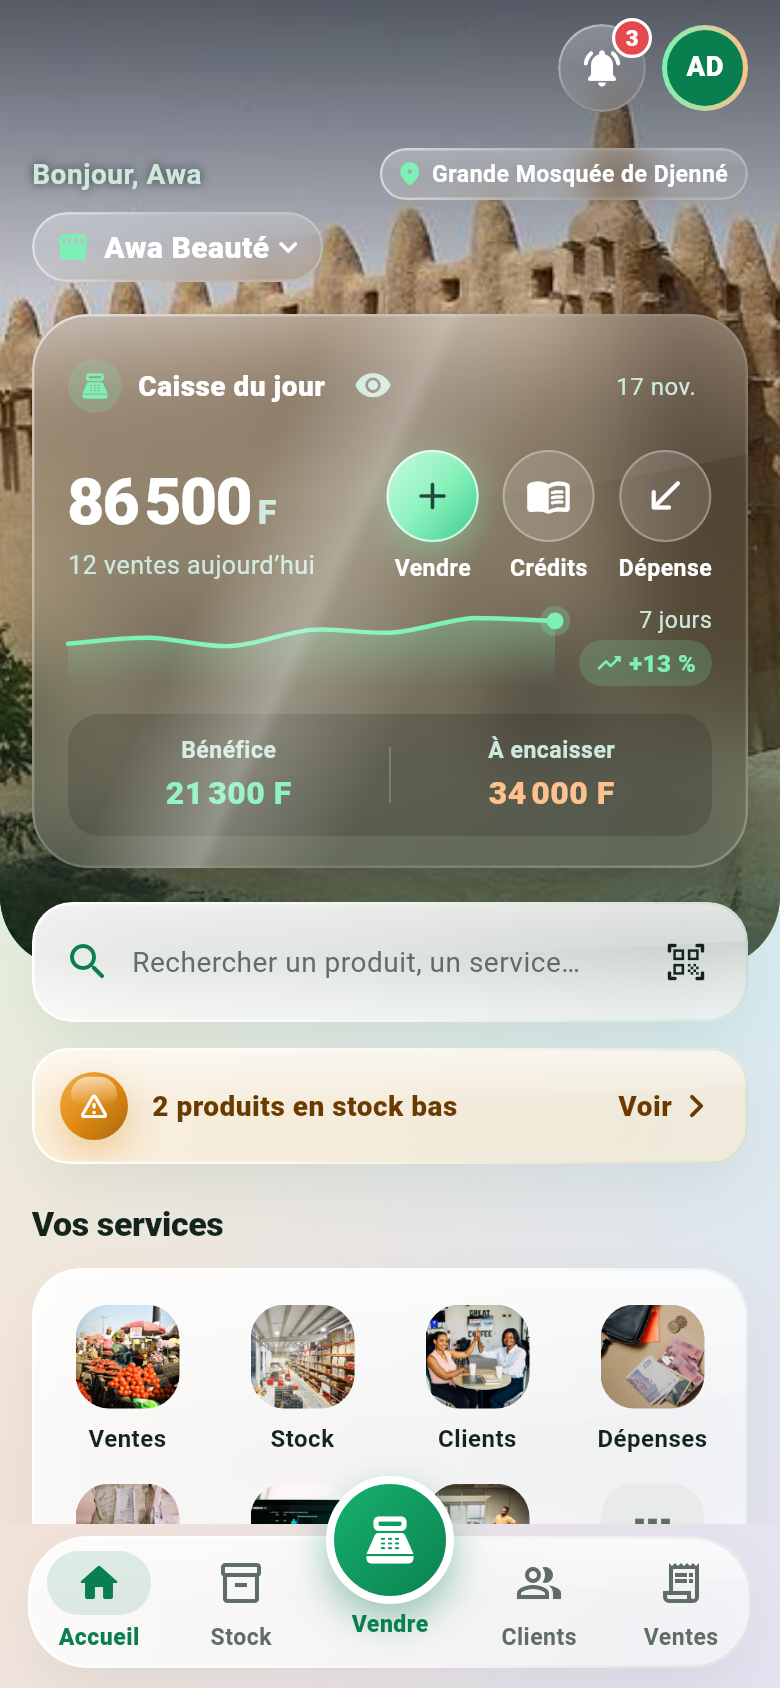 3
AD
Bonjour, Awa
Grande Mosquée de Djenné
Awa Beauté
Caisse du jour
17 nov.
86 500 F
12 ventes aujourd’hui
Vendre
Crédits
Dépense
7 jours
+13 %
Bénéfice
À encaisser
21 300 F
34 000 F
Rechercher un produit, un service…
2 produits en stock bas
Voir
Vos services
GREAT
COFFEE
Ventes
Stock
Clients
Dépenses
Accueil
Stock
Vendre
Clients
Ventes